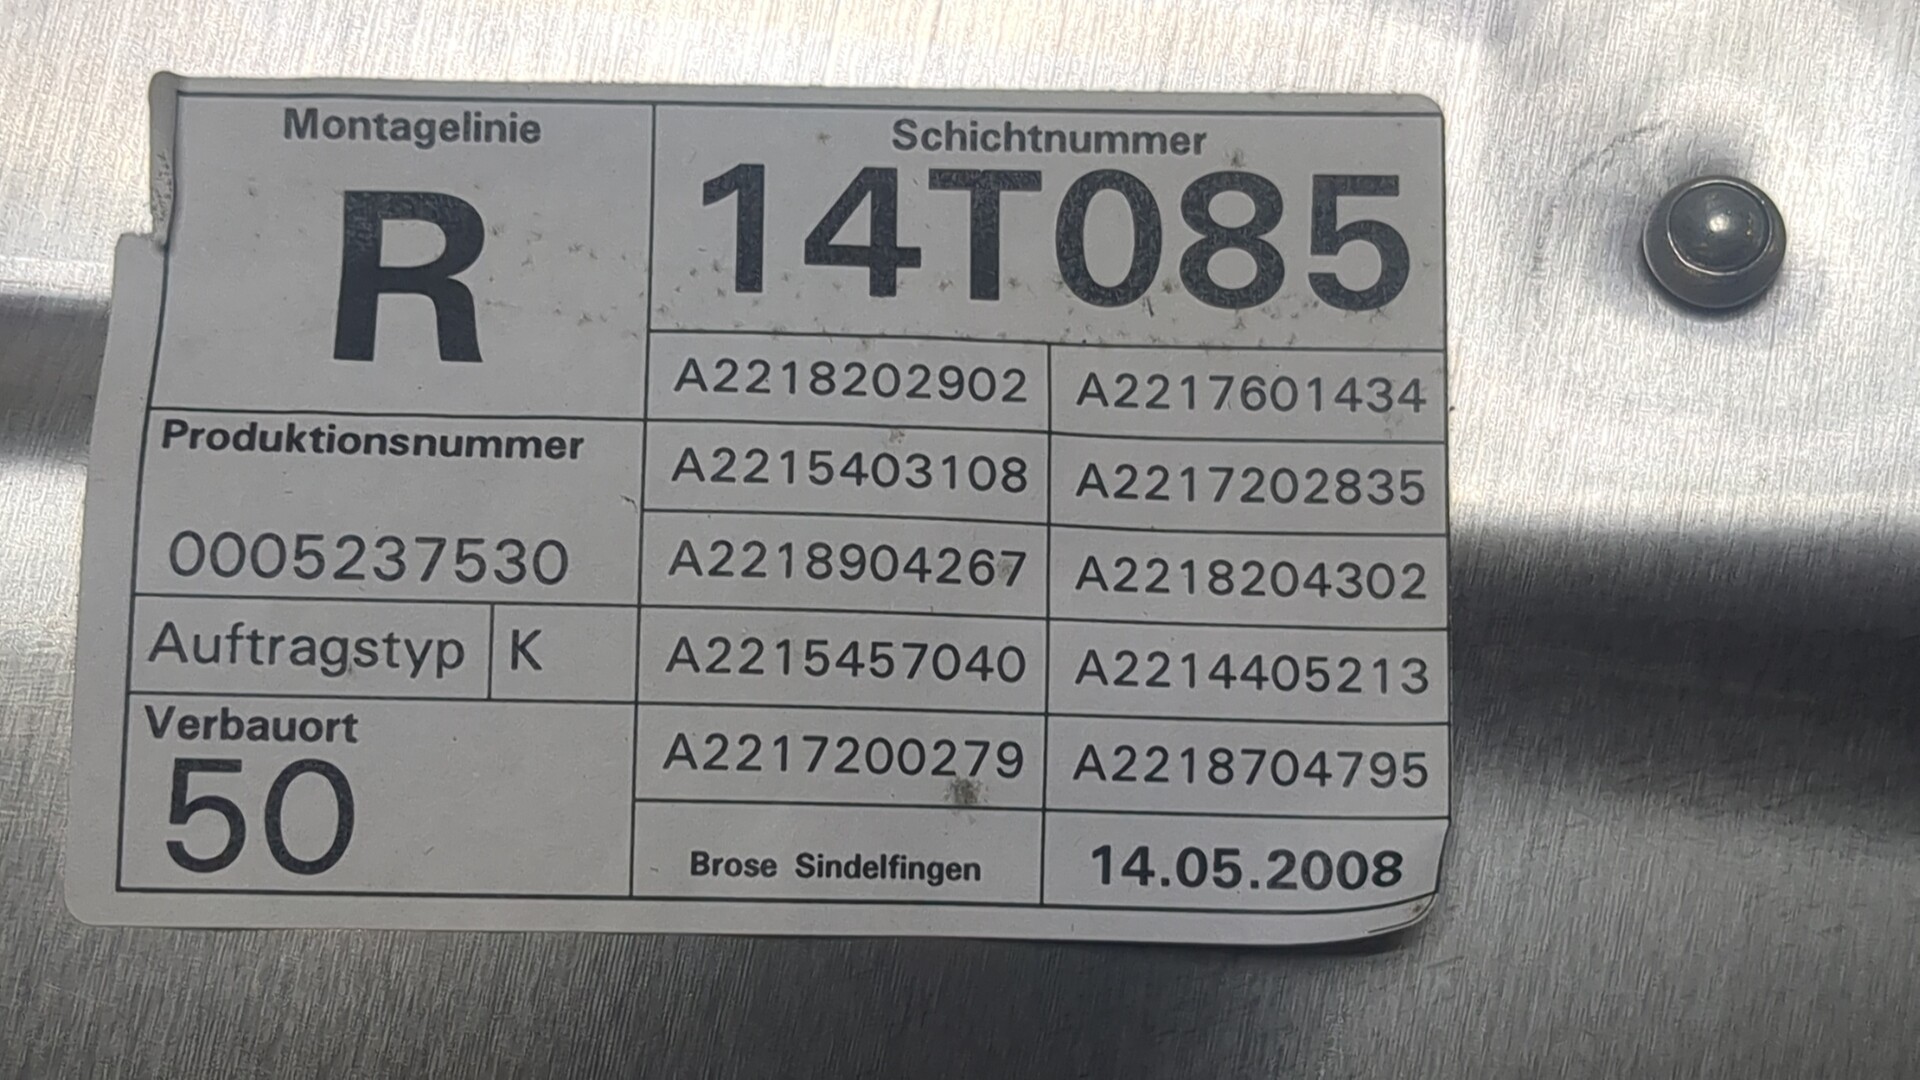 Montagelinie
R
Schichtnummer
14T085
Produktionsnummer
0005237530
Auftragstyp K
Verbauort
50
A2218202902 A2217601434
A2215403108 A2217202835
A2218904267 A2218204302
A2215457040 A2214405213
A2217200279 A2218704795
Brose Sindelfingen 14.05.2008